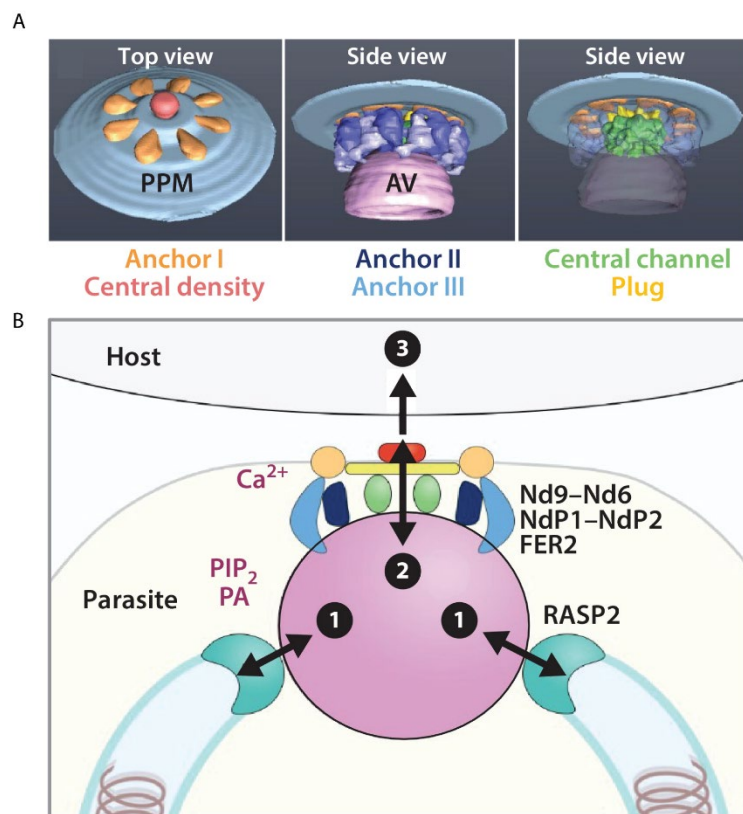 A
Top view
Side view
Side view
PPM
AV
Anchor I
Central density
Anchor II
Anchor III
Central channel
Plug
B
Host
3
Ca²⁺
Nd9–Nd6
NdP1–NdP2
FER2
2
PIP₂
PA
Parasite
1
1
RASP2